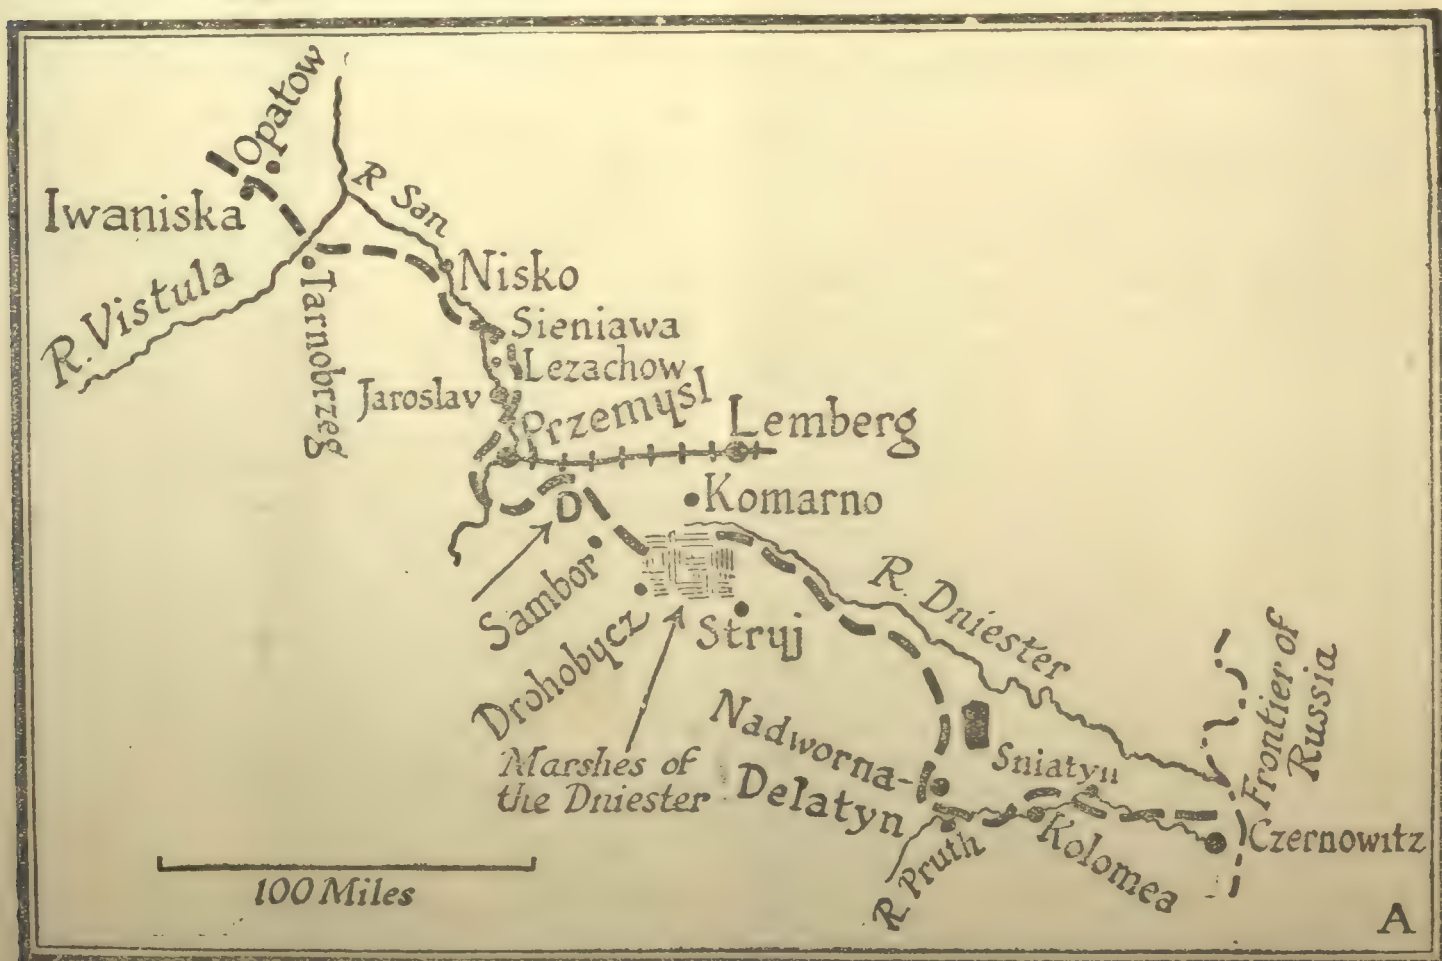 Opatow
Iwaniska
R San
R. Vistula
Tarnobrzeg
Nisko
Sieniawa
Lezachow
Jaroslav
Przemysl
Lemberg
D
Komarno
Sambor
Drohobycz
Stryj
R. Dniester
Marshes of
the Dniester
Nadworna-
Delatyn
Sniatyn
Frontier of
Russia
Czernowitz
Kolomea
R. Pruth
100 Miles
A